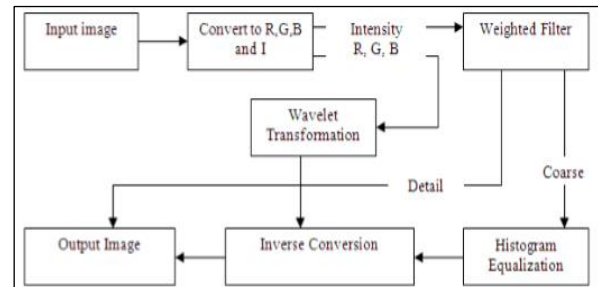 Input image
Convert to R,G,B
and I
Intensity
R, G, B
Weighted Filter
Wavelet
Transformation
Detail
Coarse
Output Image
Inverse Conversion
Histogram
Equalization